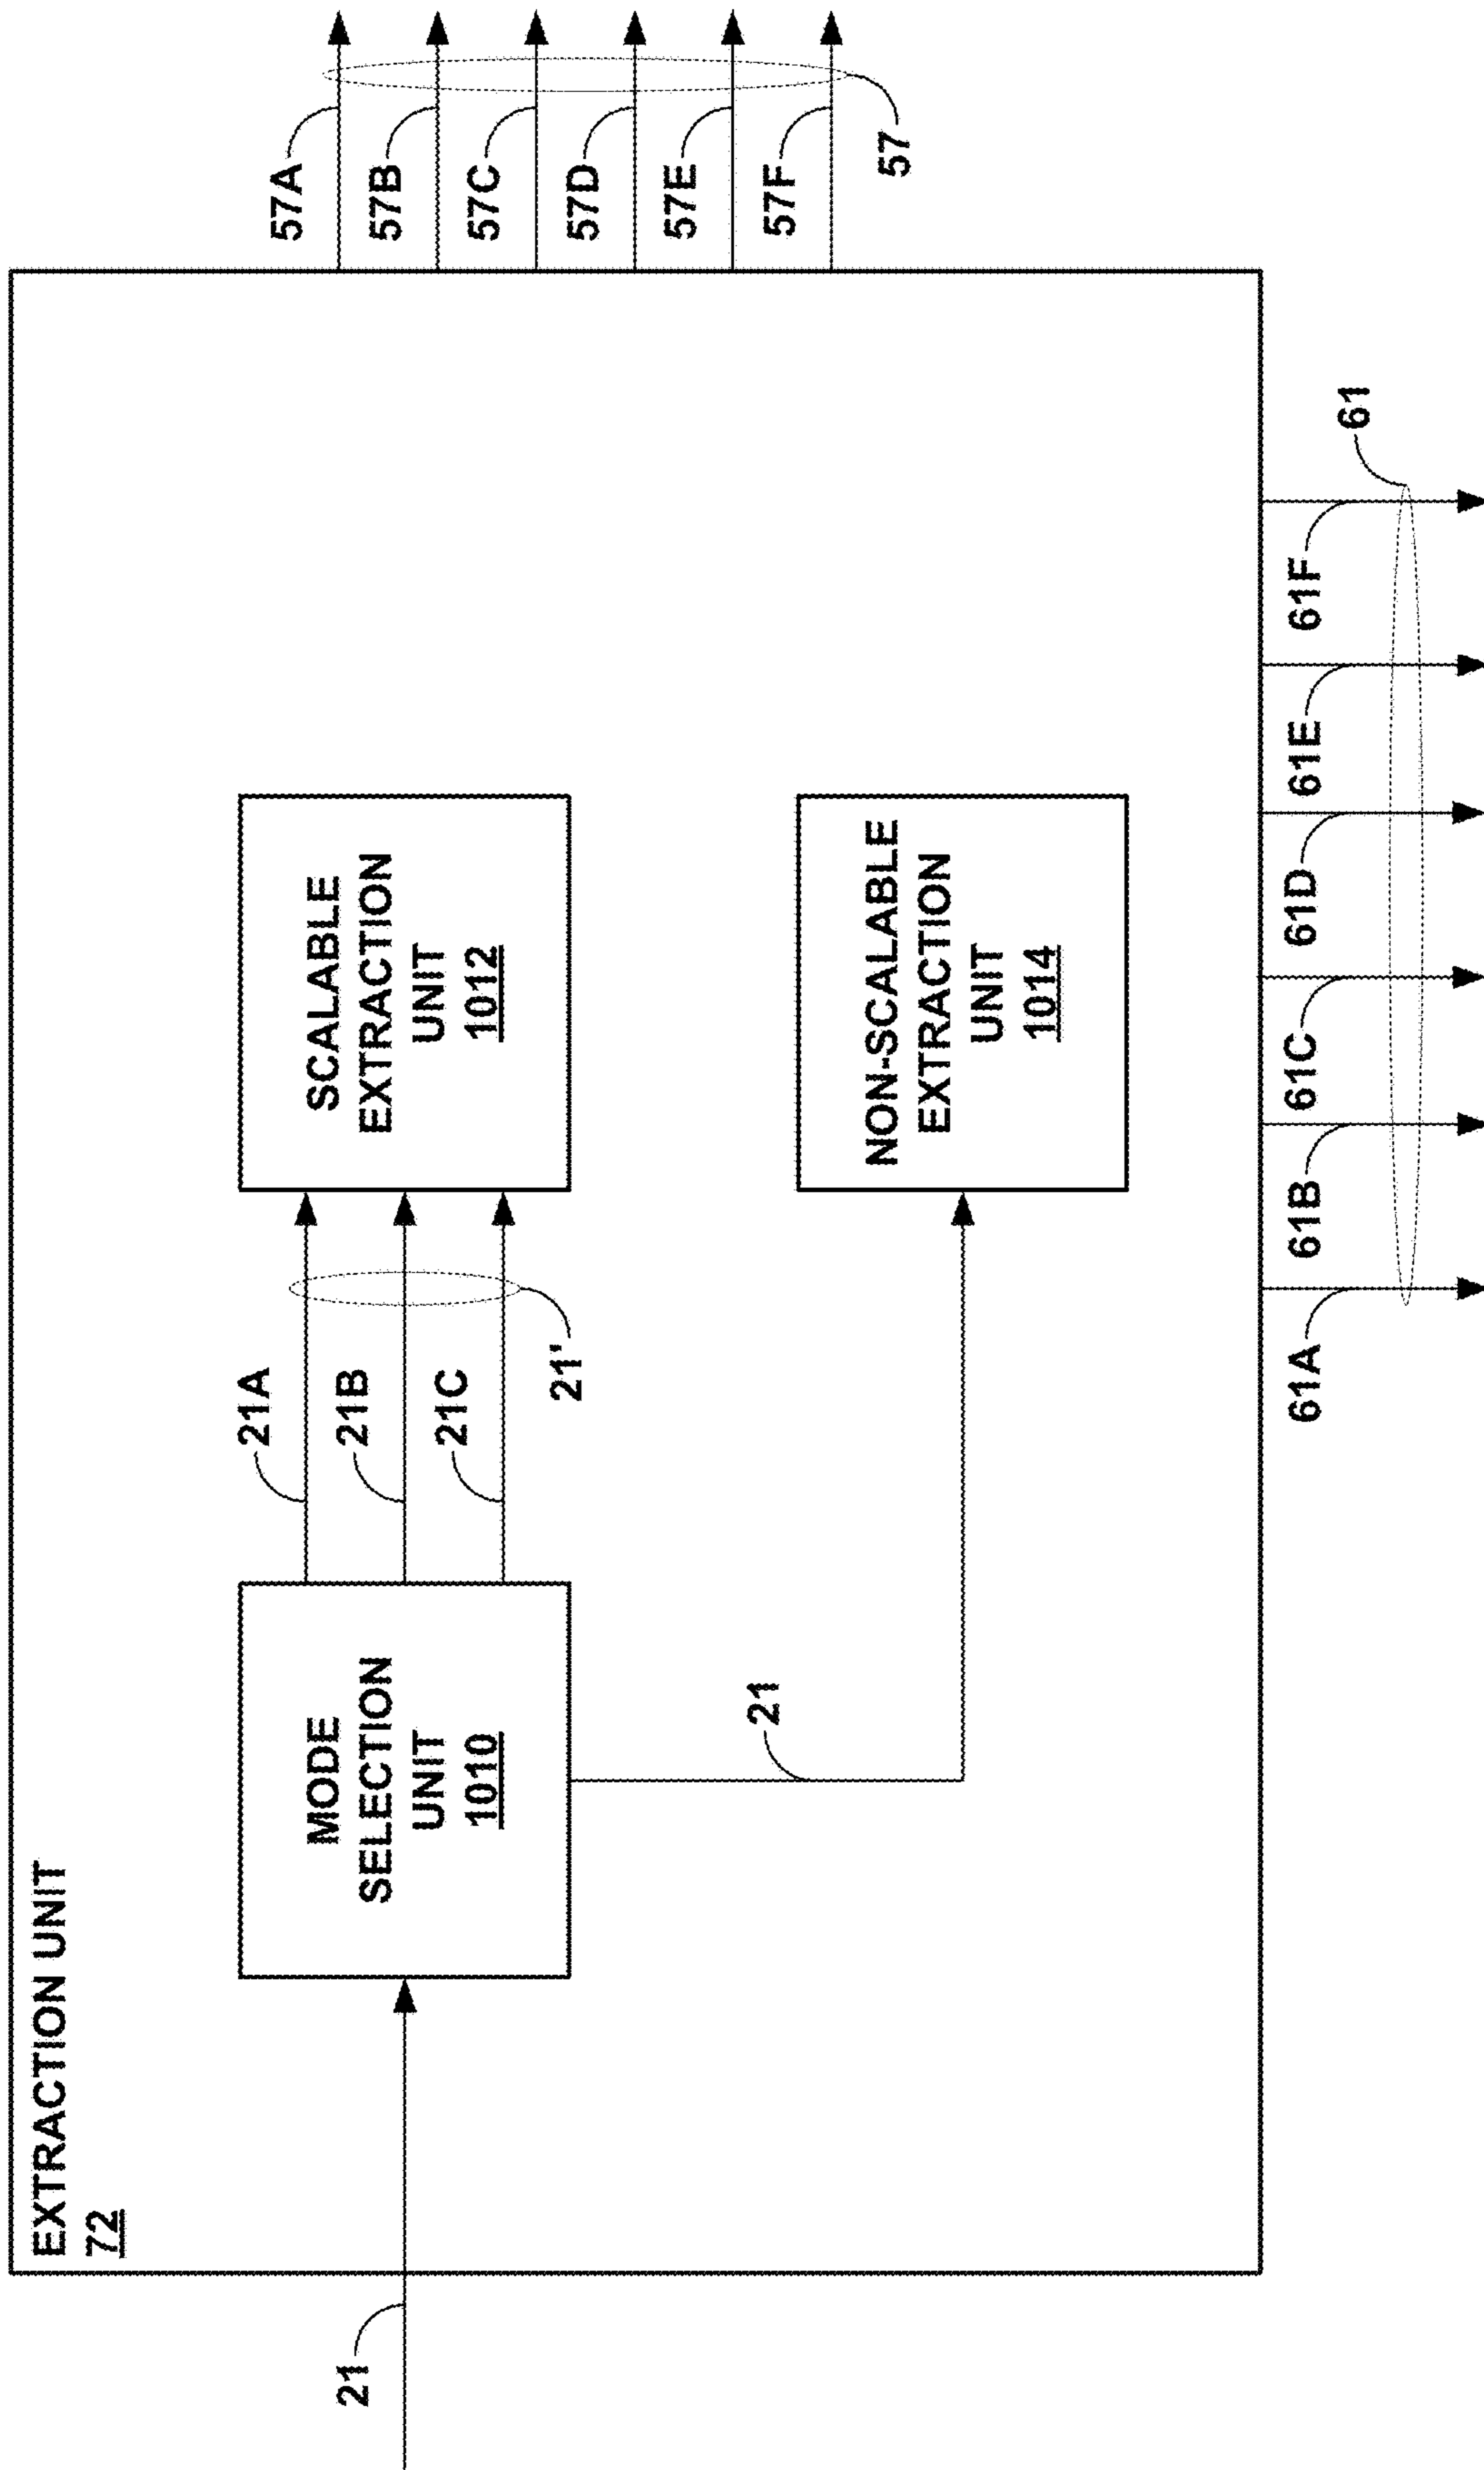 EXTRACTION UNIT
72
21
MODE
SELECTION
UNIT
1010
21A
21B
21C
21'
21
SCALABLE
EXTRACTION
UNIT
1012
NON-SCALABLE
EXTRACTION
UNIT
1014
57A
57B
57C
57D
57E
57F
57
61A
61B
61C
61D
61E
61F
61